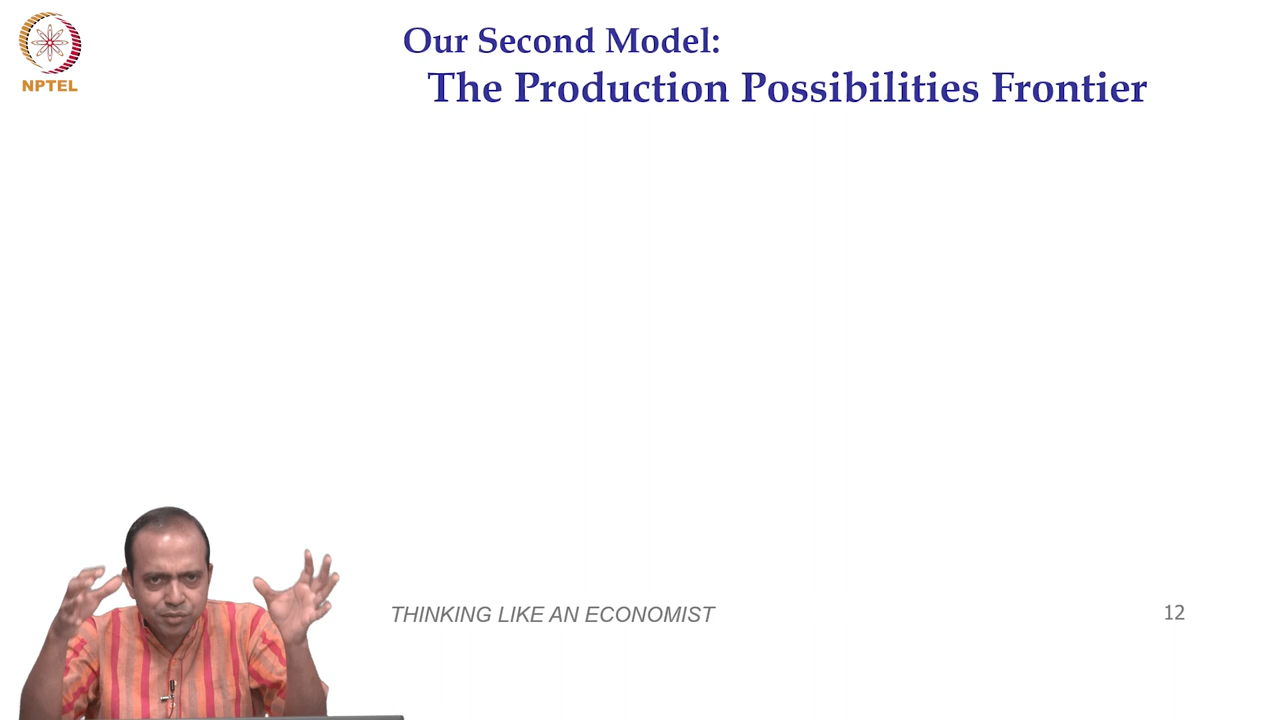 NPTEL
Our Second Model:
The Production Possibilities Frontier
THINKING LIKE AN ECONOMIST
12